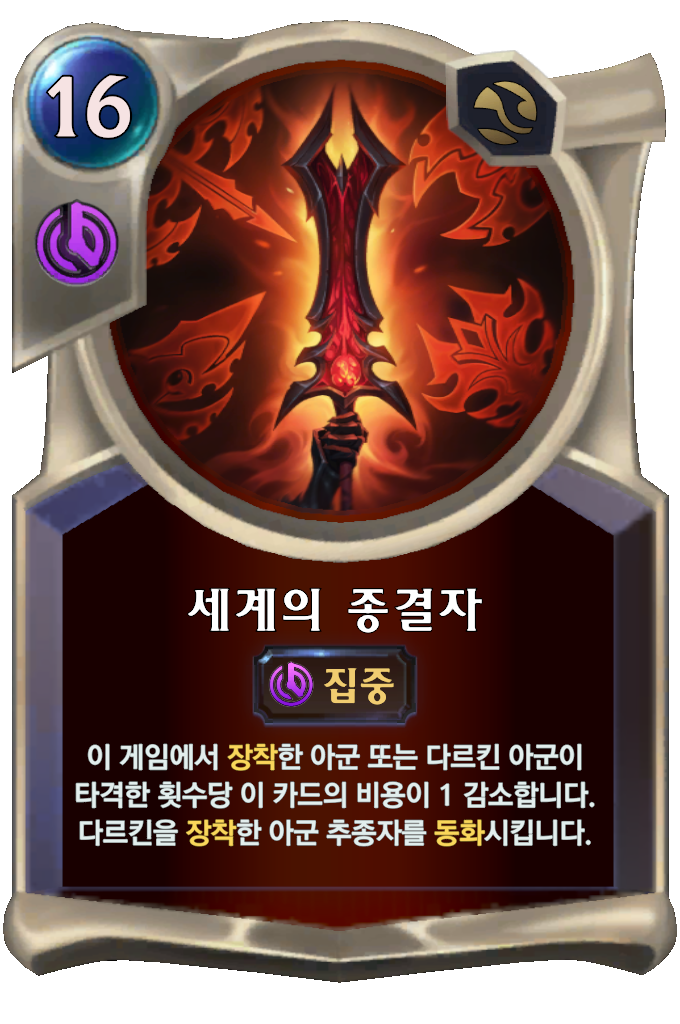 16
세계의 종결자
집중
이 게임에서 장착한 아군 또는 다르킨 아군이
타격한 횟수당 이 카드의 비용이 1 감소합니다.
다르킨을 장착한 아군 추종자를 동화시킵니다.